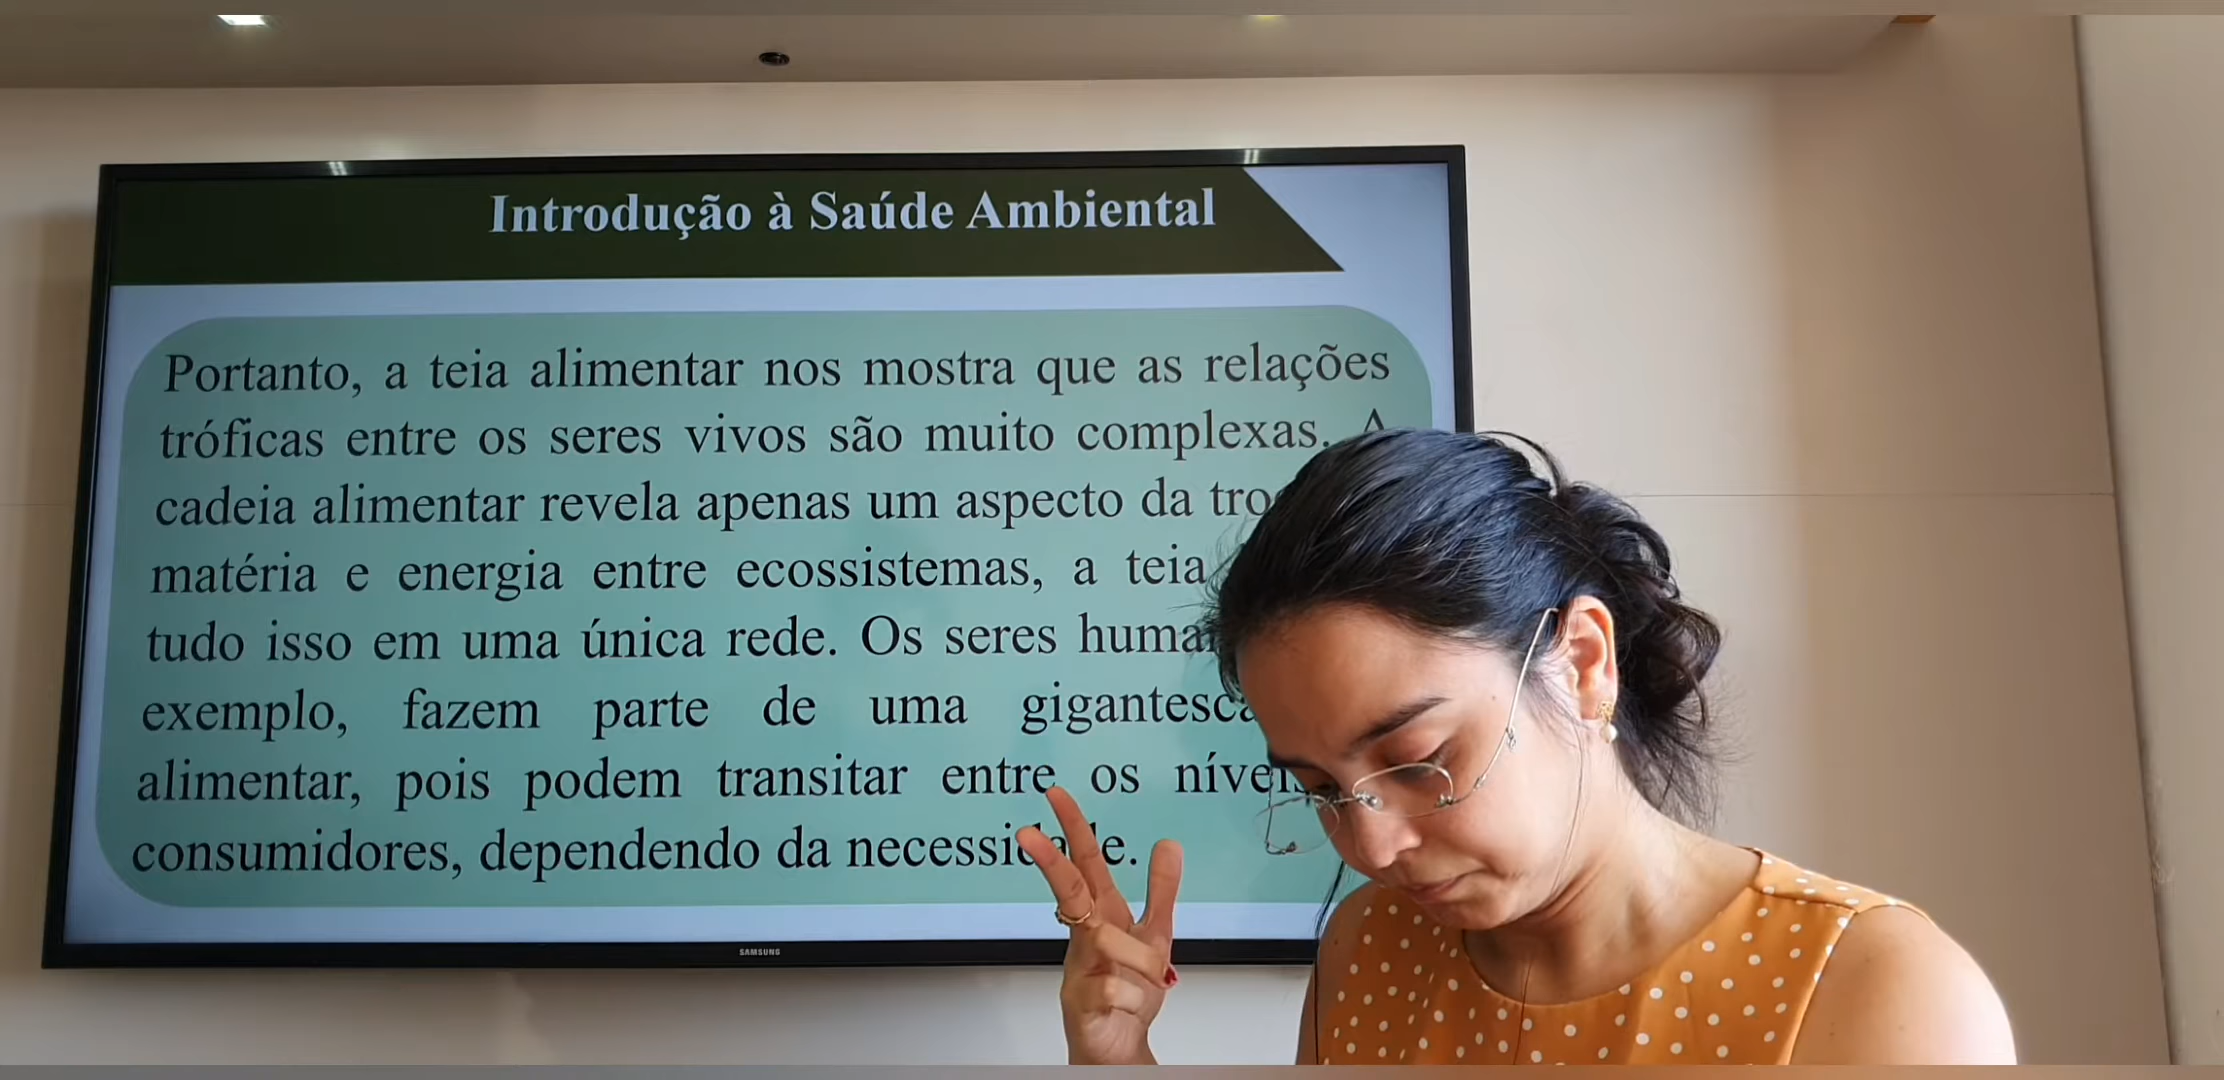 Introdução à Saúde Ambiental
Portanto, a teia alimentar nos mostra que as relações
tróficas entre os seres vivos são muito complexas. A
cadeia alimentar revela apenas um aspecto da
matéria e energia entre ecossistemas, a teia
tudo isso em uma única rede. Os seres
exemplo, fazem parte de uma
alimentar, pois podem transitar entre os
consumidores, dependendo da necessidade.
SAMSUNG